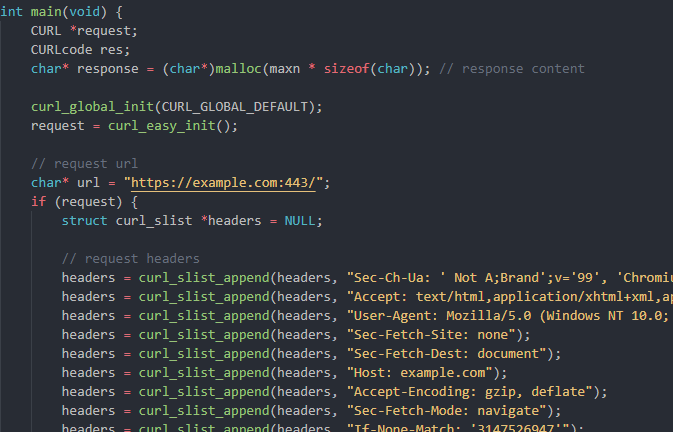 int main(void) {
    CURL *request;
    CURLcode res;
    char* response = (char*)malloc(maxn * sizeof(char)); // response content

    curl_global_init(CURL_GLOBAL_DEFAULT);
    request = curl_easy_init();

    // request url
    char* url = "https://example.com:443/";
    if (request) {
        struct curl_slist *headers = NULL;

        // request headers
        headers = curl_slist_append(headers, "Sec-Ch-Ua: ' Not A;Brand';v='99', 'Chromiu
        headers = curl_slist_append(headers, "Accept: text/html,application/xhtml+xml,ap
        headers = curl_slist_append(headers, "User-Agent: Mozilla/5.0 (Windows NT 10.0;
        headers = curl_slist_append(headers, "Sec-Fetch-Site: none");
        headers = curl_slist_append(headers, "Sec-Fetch-Dest: document");
        headers = curl_slist_append(headers, "Host: example.com");
        headers = curl_slist_append(headers, "Accept-Encoding: gzip, deflate");
        headers = curl_slist_append(headers, "Sec-Fetch-Mode: navigate");
        headers = curl_slist_append(headers, "If-None-Match: '3147526947'");